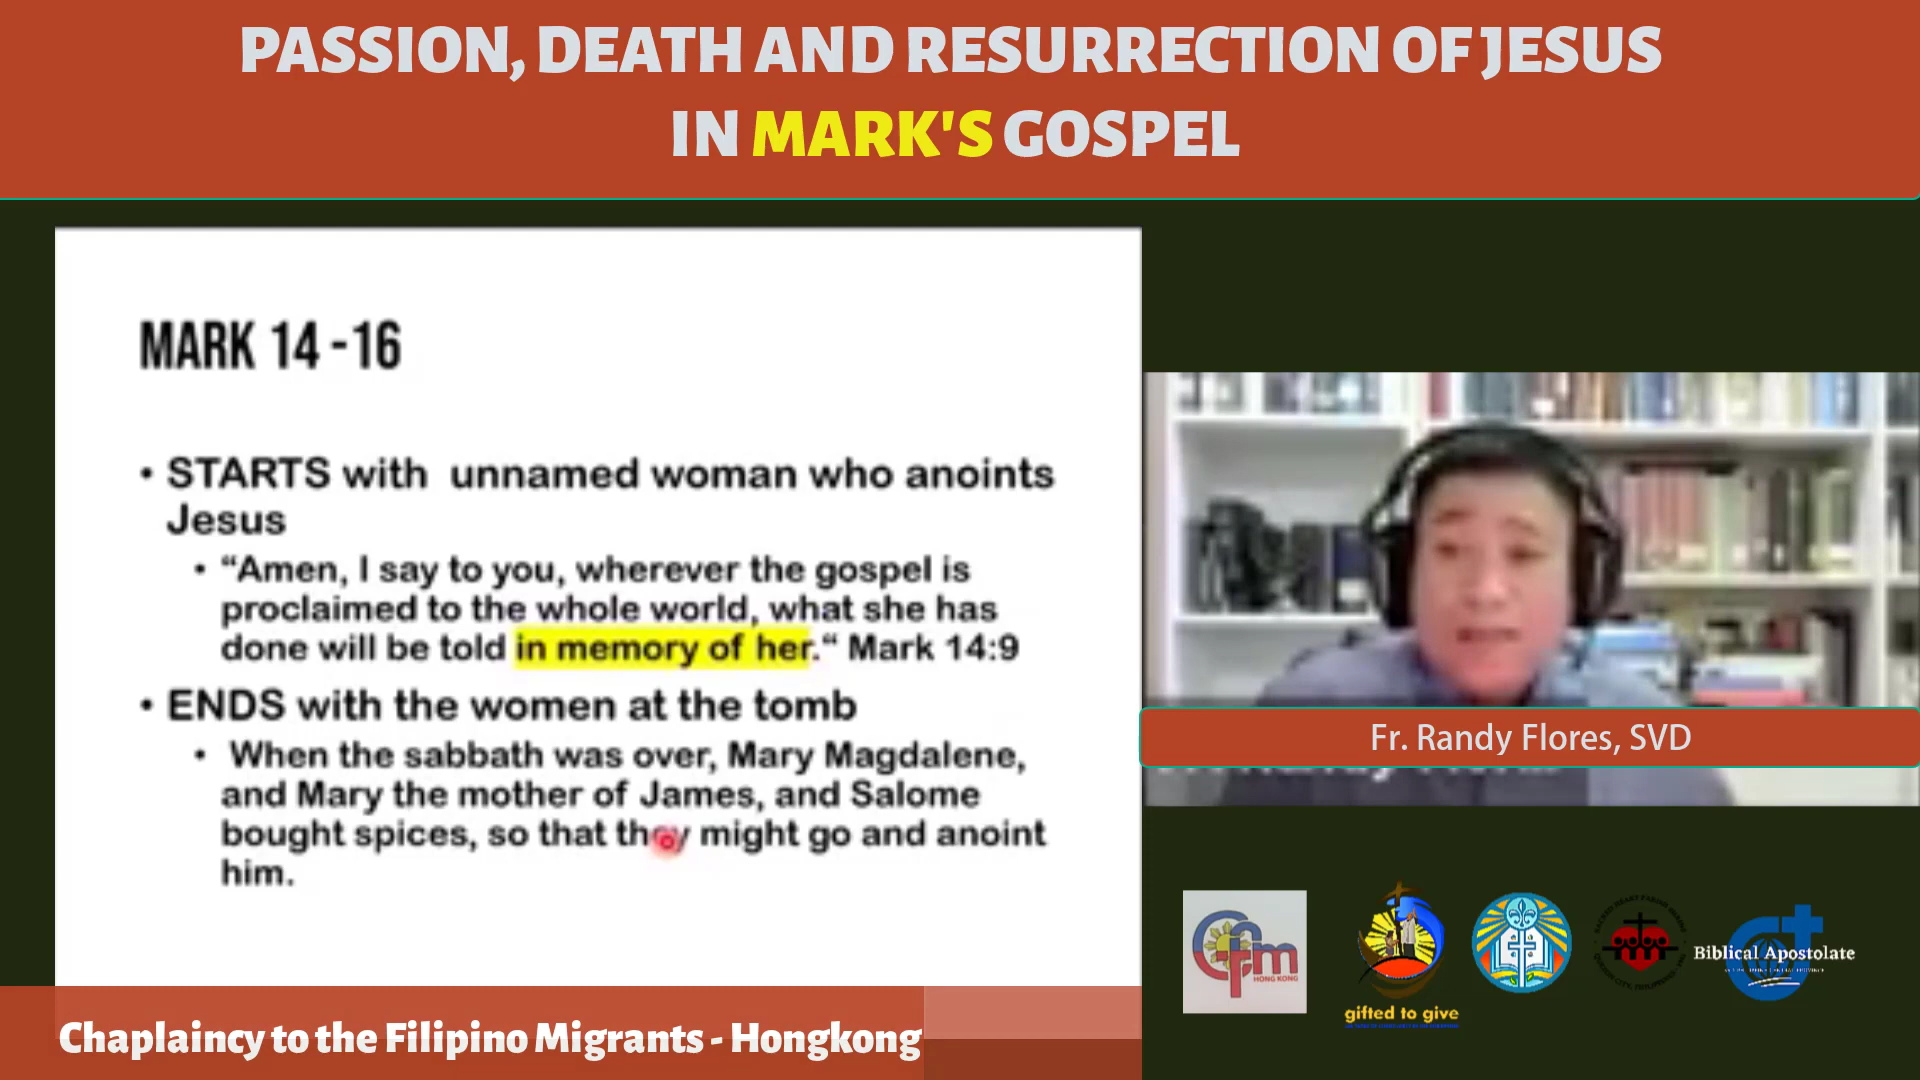 PASSION, DEATH AND RESURRECTION OF JESUS
IN MARK'S GOSPEL
MARK 14 -16
• STARTS with unnamed woman who anoints
Jesus
• “Amen, I say to you, wherever the gospel is
proclaimed to the whole world, what she has
done will be told in memory of her.“ Mark 14:9
• ENDS with the women at the tomb
• When the sabbath was over, Mary Magdalene,
and Mary the mother of James, and Salome
bought spices, so that they might go and anoint
him.
Fr. Randy Flores, SVD
cffm
HONG KONG
gifted to give
Biblical Apostolate
Chaplaincy to the Filipino Migrants - Hongkong